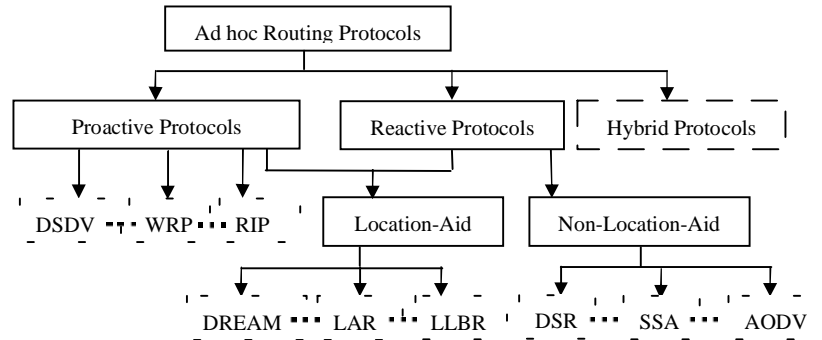 Ad hoc Routing Protocols
Proactive Protocols
Reactive Protocols
Hybrid Protocols
DSDV
WRP
RIP
Location-Aid
Non-Location-Aid
DREAM
LAR
LLBR
DSR
SSA
AODV